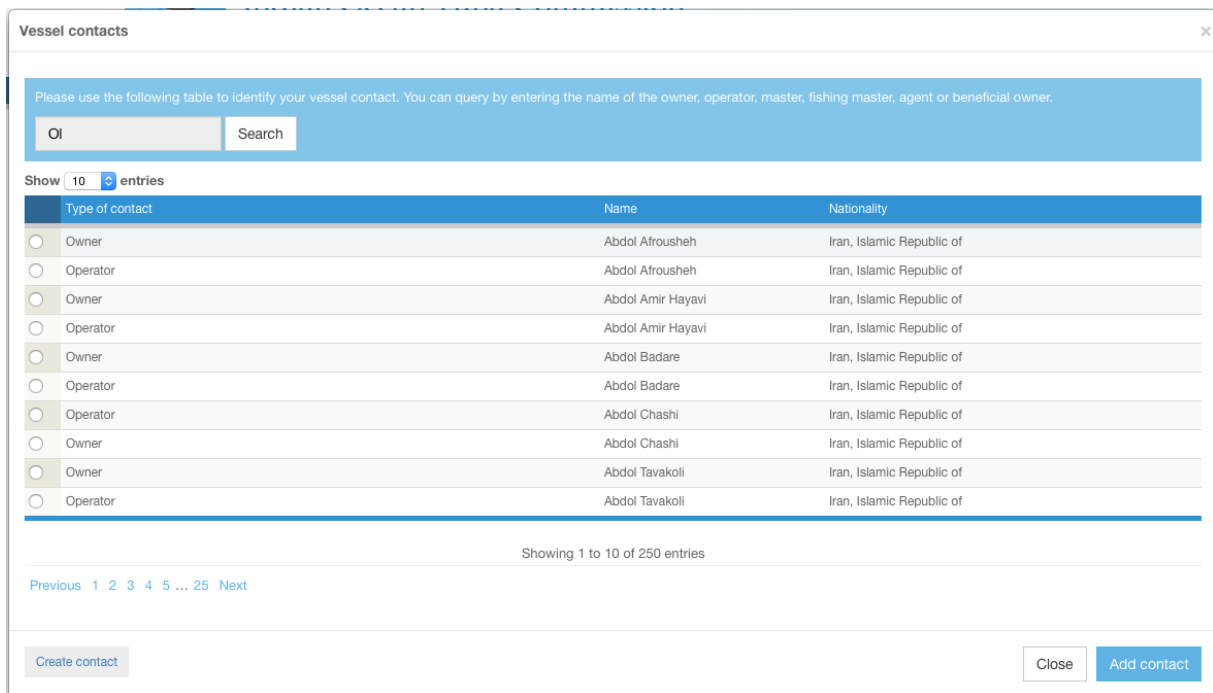 Vessel contacts ×
Please use the following table to identify your vessel contact. You can query by entering the name of the owner, operator, master, fishing master, agent or beneficial owner.
Ol Search
Show 10 entries
Type of contact Name Nationality
Owner Abdol Afrousheh Iran, Islamic Republic of
Operator Abdol Afrousheh Iran, Islamic Republic of
Owner Abdol Amir Hayavi Iran, Islamic Republic of
Operator Abdol Amir Hayavi Iran, Islamic Republic of
Owner Abdol Badare Iran, Islamic Republic of
Operator Abdol Badare Iran, Islamic Republic of
Operator Abdol Chashi Iran, Islamic Republic of
Owner Abdol Chashi Iran, Islamic Republic of
Owner Abdol Tavakoli Iran, Islamic Republic of
Operator Abdol Tavakoli Iran, Islamic Republic of
Showing 1 to 10 of 250 entries
Previous 1 2 3 4 5 ... 25 Next
Create contact Close Add contact